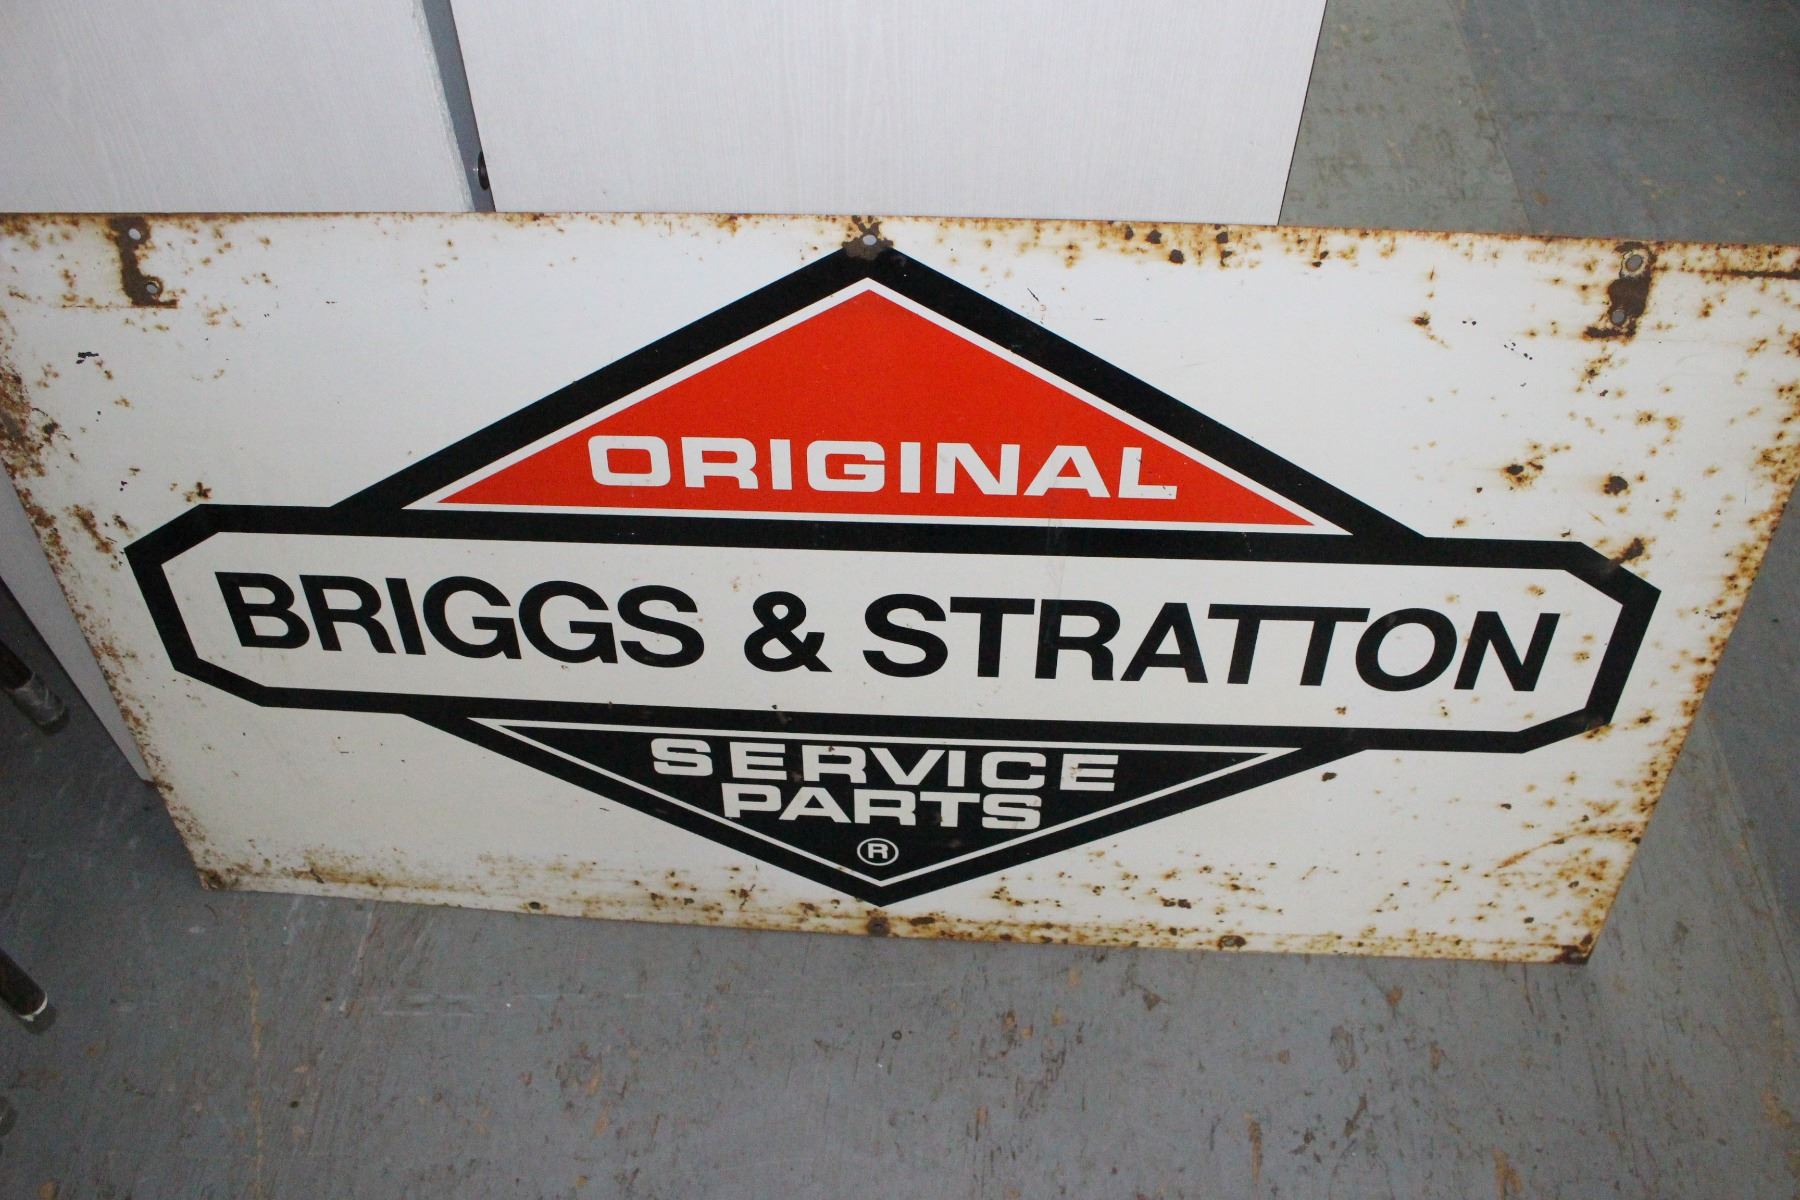 ORIGINAL
BRIGGS & STRATTON
SERVICE
PARTS
®